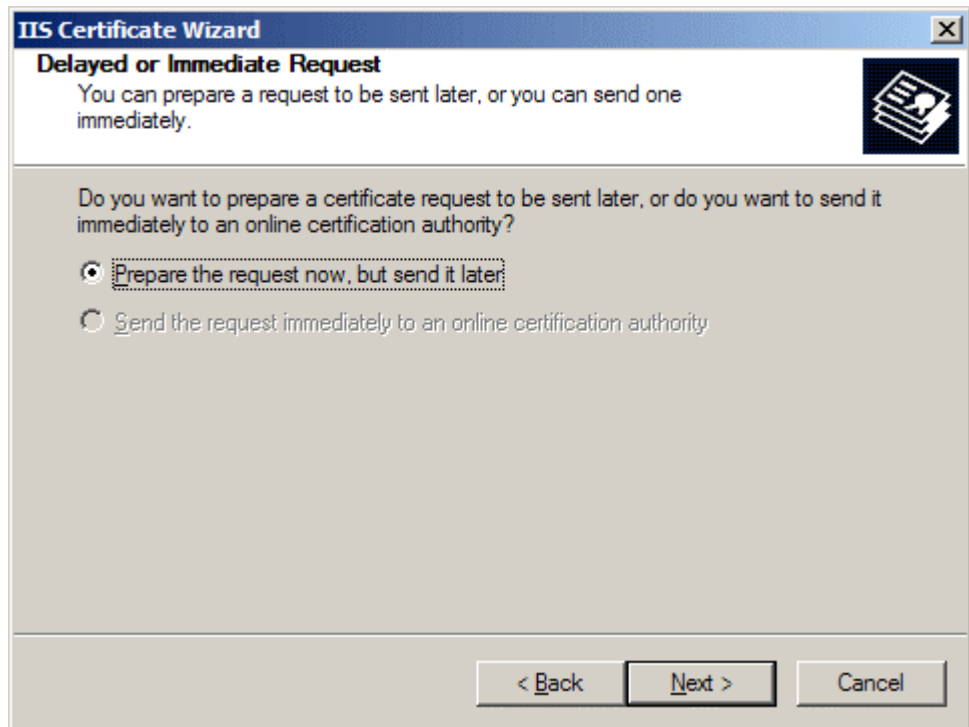 IIS Certificate Wizard
Delayed or Immediate Request
You can prepare a request to be sent later, or you can send one
immediately.
Do you want to prepare a certificate request to be sent later, or do you want to send it
immediately to an online certification authority?
Prepare the request now, but send it later
Send the request immediately to an online certification authority
< Back
Next >
Cancel